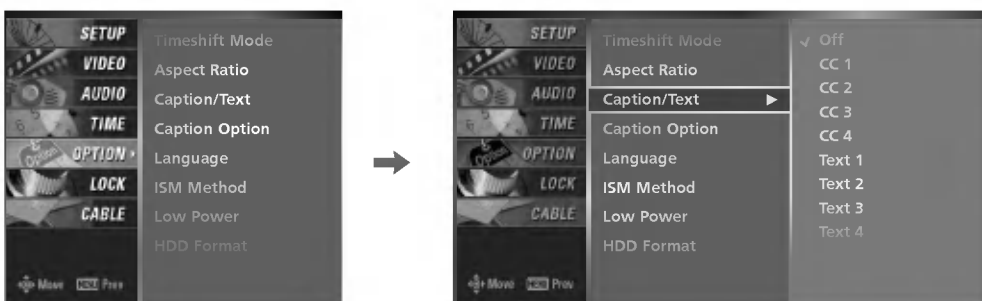 SETUP
VIDEO
AUDIO
TIME
OPTION
LOCK
CABLE
Move MENU Prev
Timeshift Mode
Aspect Ratio
Caption/Text
Caption Option
Language
ISM Method
Low Power
HDD Format
SETUP
VIDEO
AUDIO
TIME
OPTION
LOCK
CABLE
Move MENU Prev
Timeshift Mode
Aspect Ratio
Caption/Text
Caption Option
Language
ISM Method
Low Power
HDD Format
Off
CC 1
CC 2
CC 3
CC 4
Text 1
Text 2
Text 3
Text 4